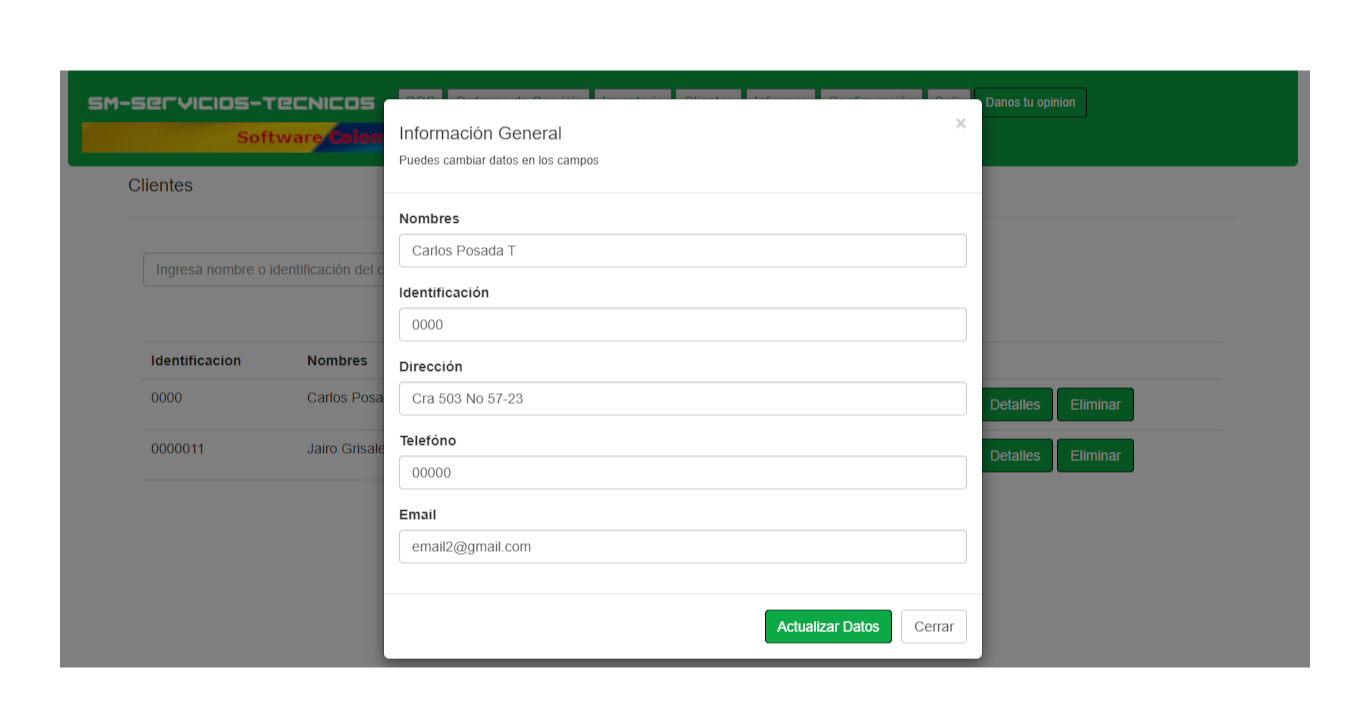 SM-SERVICIOS-TECNICOS
Danos tu opinion
Software Colom
Información General
×
Puedes cambiar datos en los campos
Clientes
Nombres
Carlos Posada T
Ingresa nombre o identificación del c
Identificación
0000
Identificacion Nombres
Dirección
Cra 503 No 57-23
0000 Carlos Posa Detalles Eliminar
Telefóno
00000
0000011 Jairo Grisale Detalles Eliminar
Email
email2@gmail.com
Actualizar Datos Cerrar